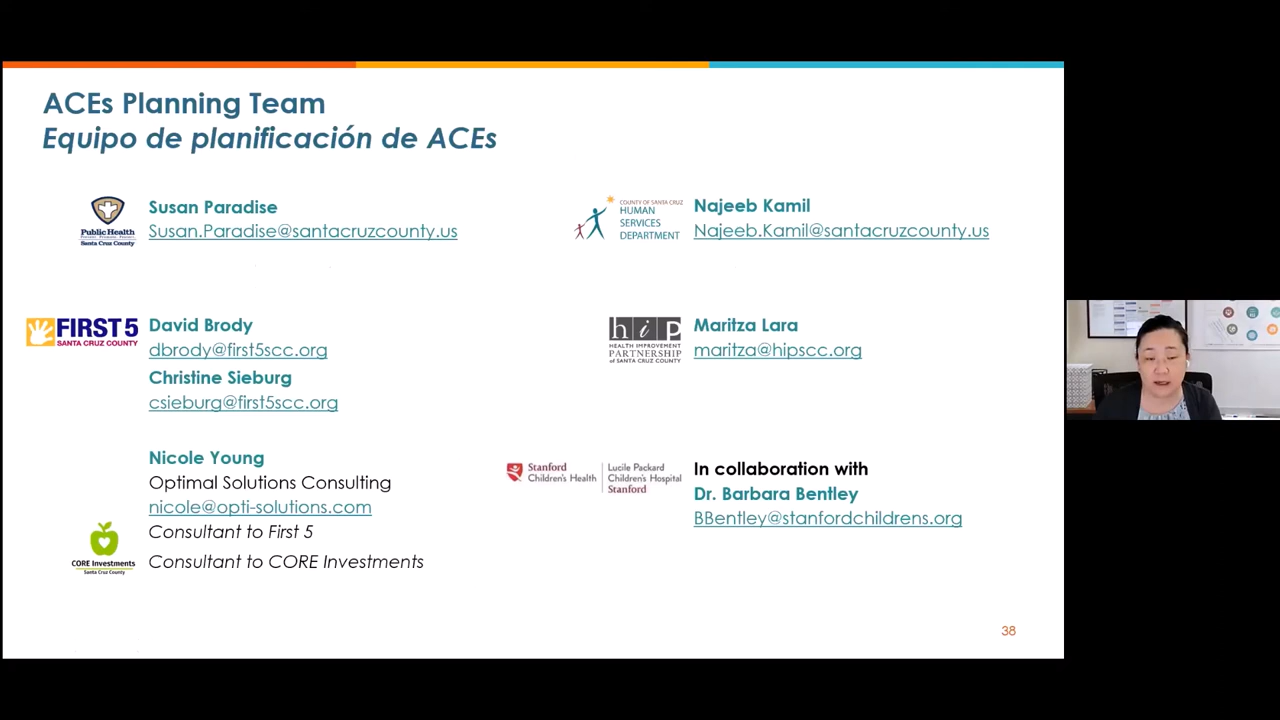 ACEs Planning Team
Equipo de planificación de ACEs
Public Health
Santa Cruz County
Susan Paradise
Susan.Paradise@santacruzcounty.us
COUNTY OF SANTA CRUZ
HUMAN
SERVICES
DEPARTMENT
Najeeb Kamil
Najeeb.Kamil@santacruzcounty.us
FIRST 5
SANTA CRUZ COUNTY
David Brody
dbrody@first5scc.org
Christine Sieburg
csieburg@first5scc.org
hip
HEALTH IMPROVEMENT
PARTNERSHIP
of SANTA CRUZ COUNTY
Maritza Lara
maritza@hipscc.org
Nicole Young
Optimal Solutions Consulting
nicole@opti-solutions.com
Consultant to First 5
CORE Investments
Santa Cruz County
Consultant to CORE Investments
Stanford
Children's Health
Lucile Packard
Children's Hospital
Stanford
In collaboration with
Dr. Barbara Bentley
BBentley@stanfordchildrens.org
38